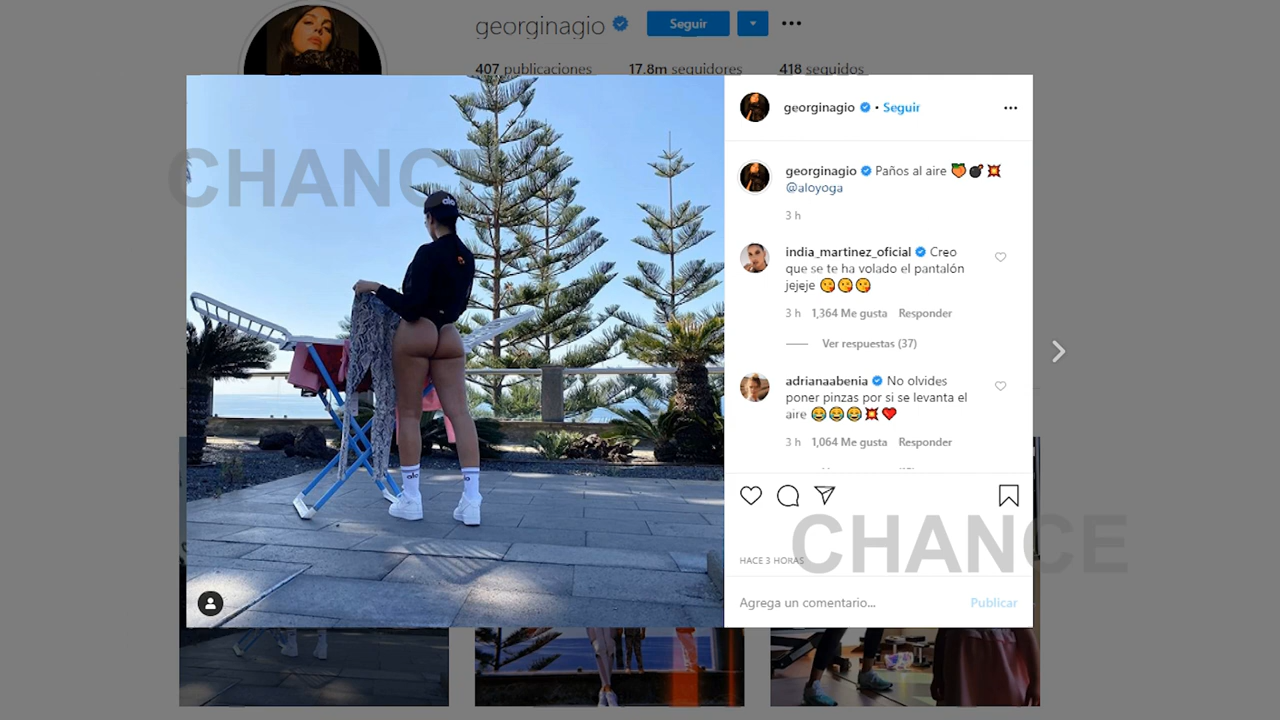 georginagio Seguir
407 publicaciones 17.8m seguidores 418 seguidos
CHANCE
alo
georginagio • Seguir
georginagio Paños al aire 🍑💣💥
@aloyoga
3 h
india_martinez_oficial Creo
que se te ha volado el pantalón
jejeje 😘😘😘
3 h 1,364 Me gusta Responder
Ver respuestas (37)
adrianaabenia No olvides
poner pinzas por si se levanta el
aire 😂😂😂💥❤️
3 h 1,064 Me gusta Responder
CHANCE
HACE 3 HORAS
Agrega un comentario... Publicar